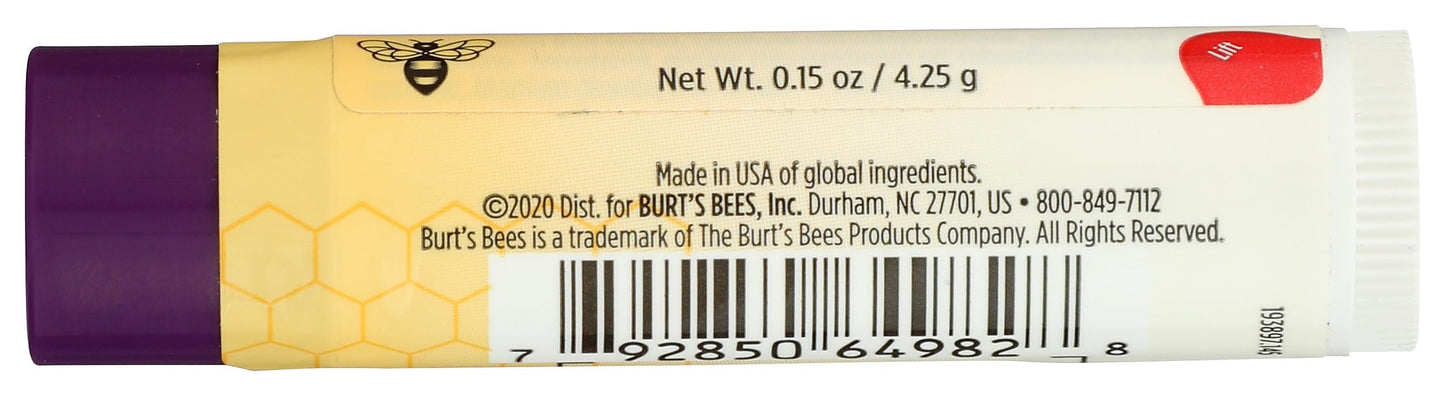 Lift
Net Wt. 0.15 oz / 4.25 g
Made in USA of global ingredients.
©2020 Dist. for BURT'S BEES, Inc. Durham, NC 27701, US • 800-849-7112
Burt's Bees is a trademark of The Burt's Bees Products Company. All Rights Reserved.
7 92850 64982 8
193897.145